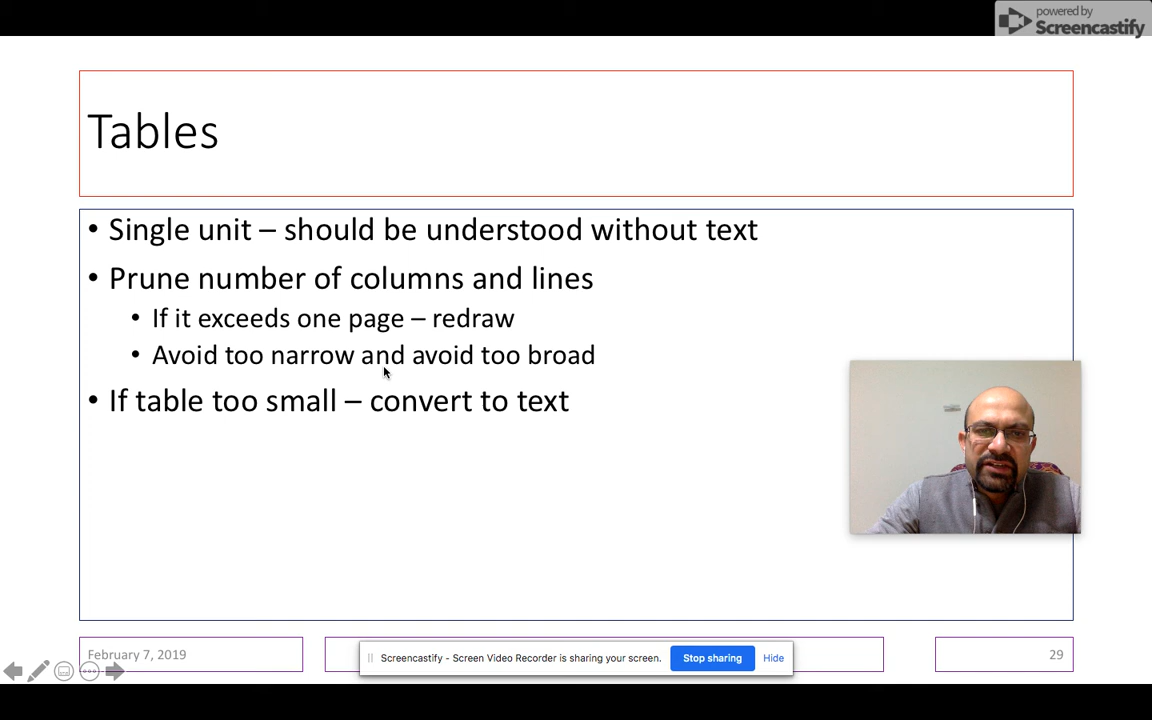 powered by
Screencastify
Tables
• Single unit – should be understood without text
• Prune number of columns and lines
• If it exceeds one page – redraw
• Avoid too narrow and avoid too broad
• If table too small – convert to text
February 7, 2019
Screencastify - Screen Video Recorder is sharing your screen.
Stop sharing
Hide
29